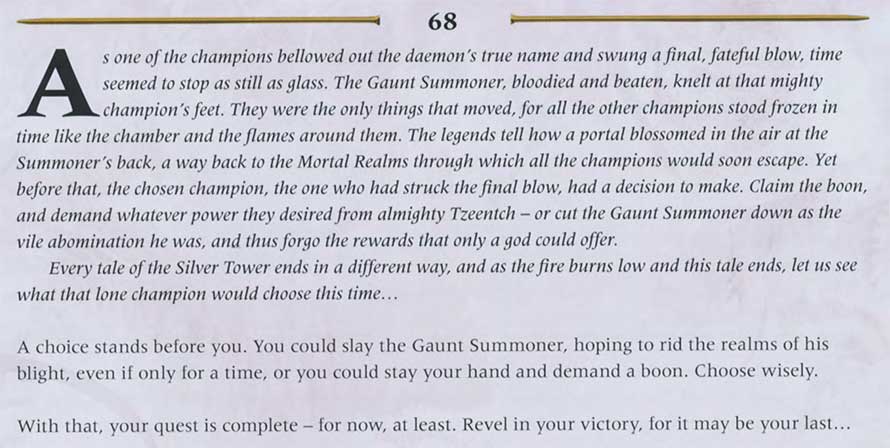 68
As one of the champions bellowed out the daemon's true name and swung a final, fateful blow, time
seemed to stop as still as glass. The Gaunt Summoner, bloodied and beaten, knelt at that mighty
champion's feet. They were the only things that moved, for all the other champions stood frozen in
time like the chamber and the flames around them. The legends tell how a portal blossomed in the air at the
Summoner's back, a way back to the Mortal Realms through which all the champions would soon escape. Yet
before that, the chosen champion, the one who had struck the final blow, had a decision to make. Claim the boon,
and demand whatever power they desired from almighty Tzeentch – or cut the Gaunt Summoner down as the
vile abomination he was, and thus forgo the rewards that only a god could offer.
Every tale of the Silver Tower ends in a different way, and as the fire burns low and this tale ends, let us see
what that lone champion would choose this time…
A choice stands before you. You could slay the Gaunt Summoner, hoping to rid the realms of his
blight, even if only for a time, or you could stay your hand and demand a boon. Choose wisely.
With that, your quest is complete – for now, at least. Revel in your victory, for it may be your last…